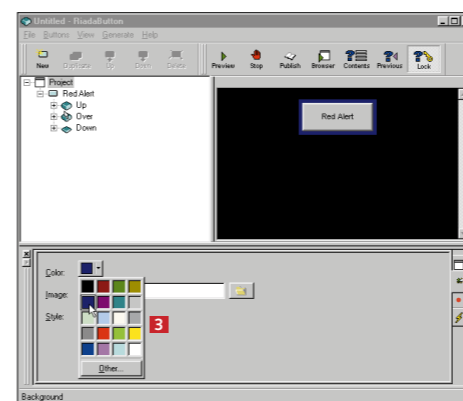 Untitled - RiadaButton
File Buttons View Generate Help
New Duplicate Up Down Delete Preview Stop Publish Browser Contents Previous Lock
Project
Red Alert
Up
Over
Down
Red Alert
Color:
Image:
Style:
3
Other...
Background